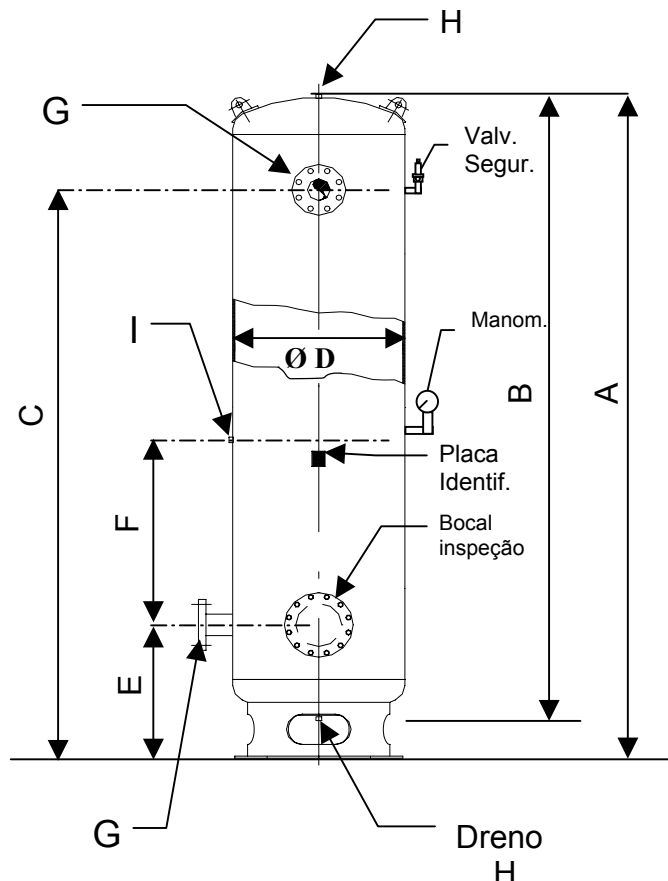 H
G
Valv.
Segur.
I
Manom.
Ø D
B
A
C
Placa
Identif.
F
Bocal
inspeção
E
G
Dreno
H